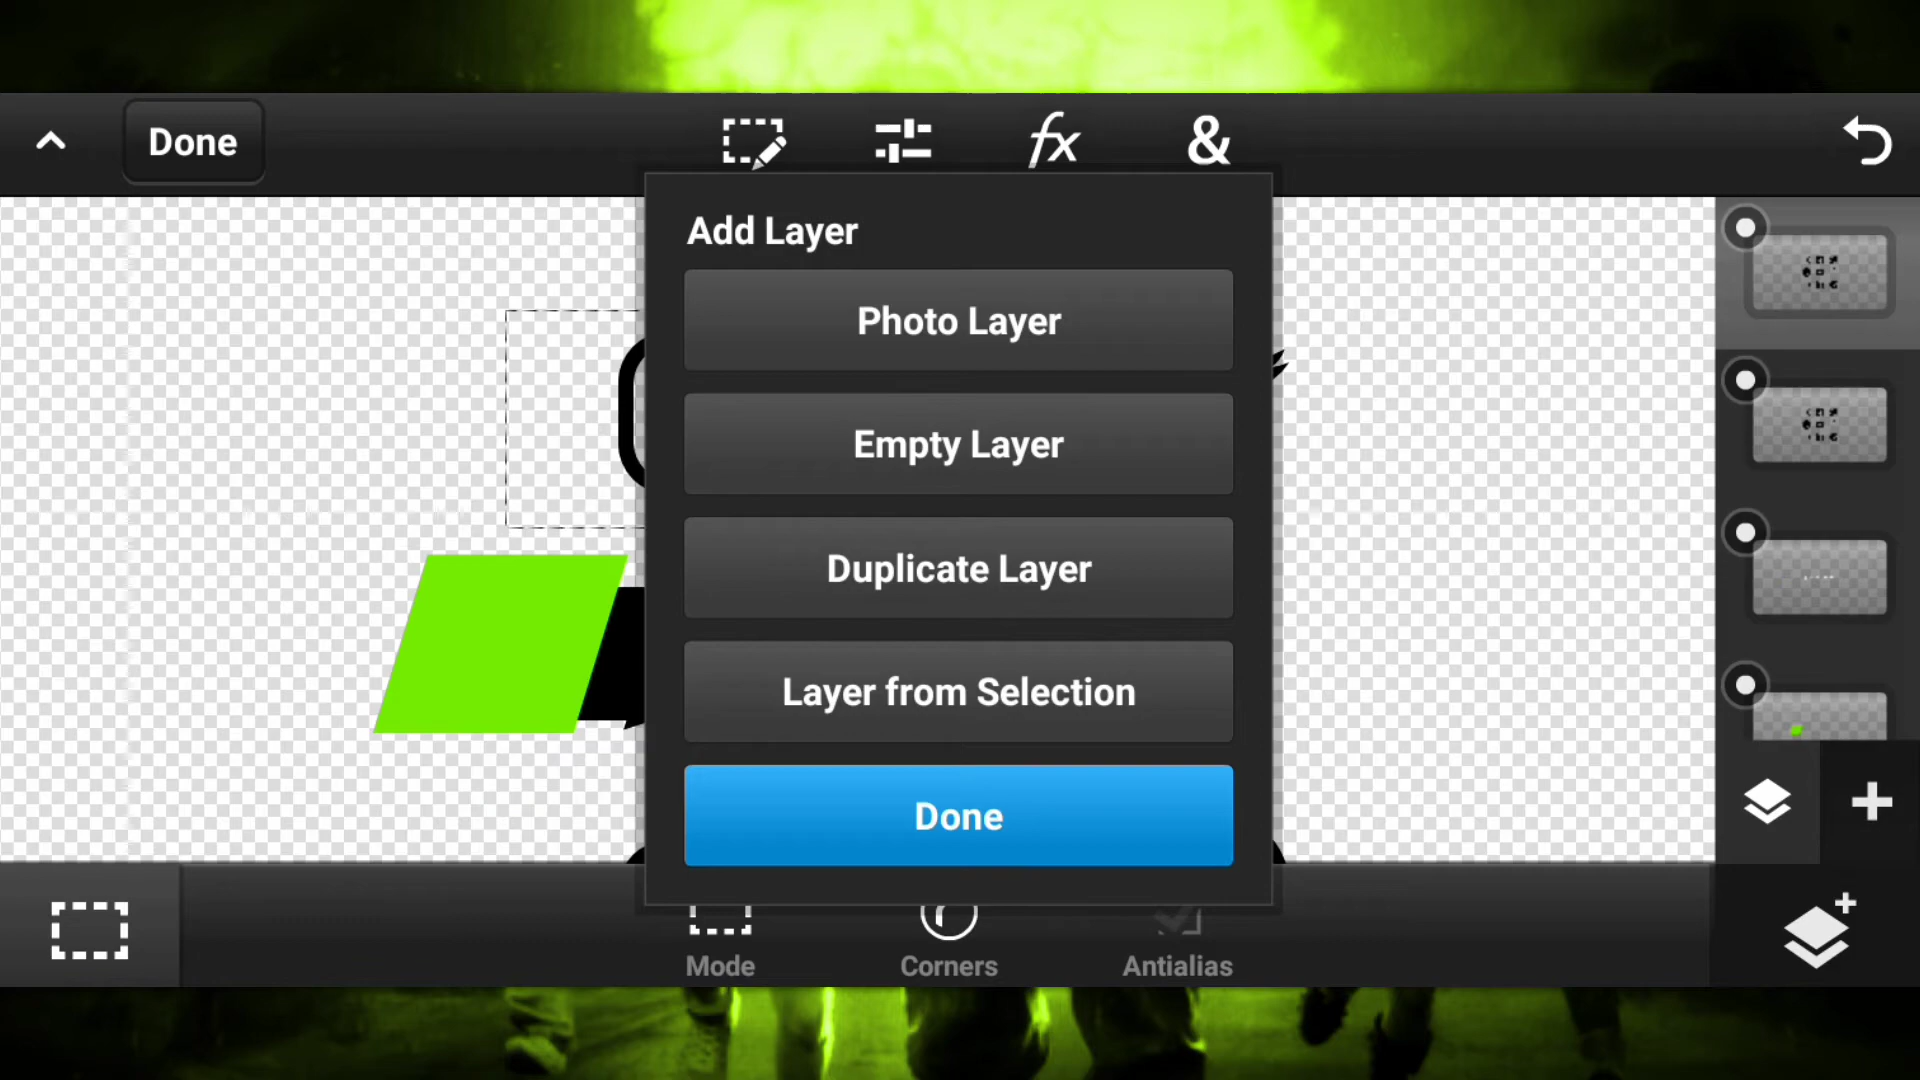 Done
fx
&
Add Layer
Photo Layer
Empty Layer
Duplicate Layer
Layer from Selection
Done
Mode
Corners
Antialias